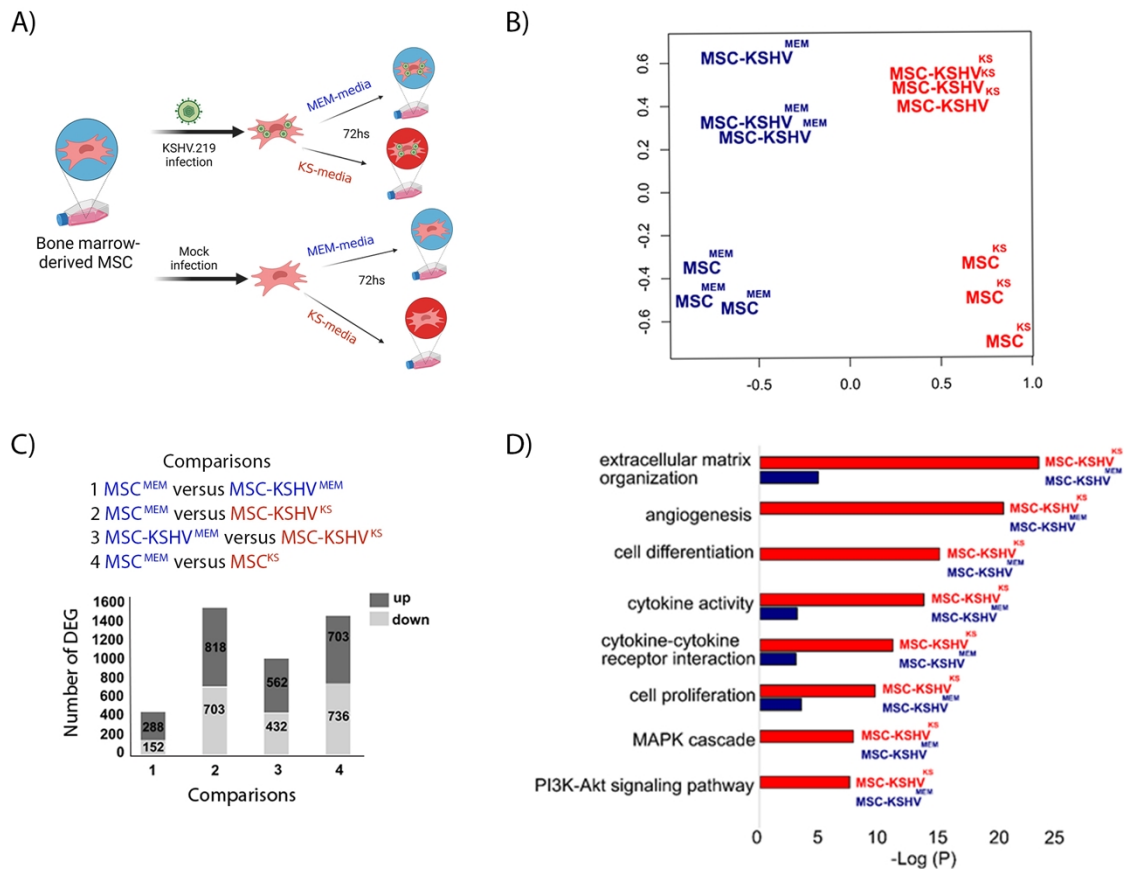 A)
KSHV.219
infection
MEM-media
72hs
KS-media
Bone marrow-
derived MSC
Mock
infection
MEM-media
72hs
KS-media
B)
MSC-KSHV^MEM
MSC-KSHV^KS
MSC-KSHV^KS
MSC-KSHV^KS
MSC-KSHV^MEM
MSC-KSHV^MEM
MSC^MEM
MSC^MEM
MSC^MEM
MSC^KS
MSC^KS
MSC^KS
0.6
0.4
0.2
0.0
-0.2
-0.4
-0.6
-0.5 0.0 0.5 1.0
C)
Comparisons
1 MSC^MEM versus MSC-KSHV^MEM
2 MSC^MEM versus MSC-KSHV^KS
3 MSC-KSHV^MEM versus MSC-KSHV^KS
4 MSC^MEM versus MSC^KS
up
down
Number of DEG
1600
1400
1200
1000
800
600
400
200
0
288
152
818
703
562
432
703
736
1 2 3 4
Comparisons
D)
extracellular matrix
organization
MSC-KSHV^KS
MSC-KSHV^MEM
angiogenesis
MSC-KSHV^KS
MSC-KSHV^MEM
cell differentiation
MSC-KSHV^KS
MSC-KSHV^MEM
cytokine activity
MSC-KSHV^KS
MSC-KSHV^MEM
cytokine-cytokine
receptor interaction
MSC-KSHV^KS
MSC-KSHV^MEM
cell proliferation
MSC-KSHV^KS
MSC-KSHV^MEM
MAPK cascade
MSC-KSHV^KS
MSC-KSHV^MEM
PI3K-Akt signaling pathway
MSC-KSHV^KS
MSC-KSHV^MEM
0 5 10 15 20 25
-Log (P)